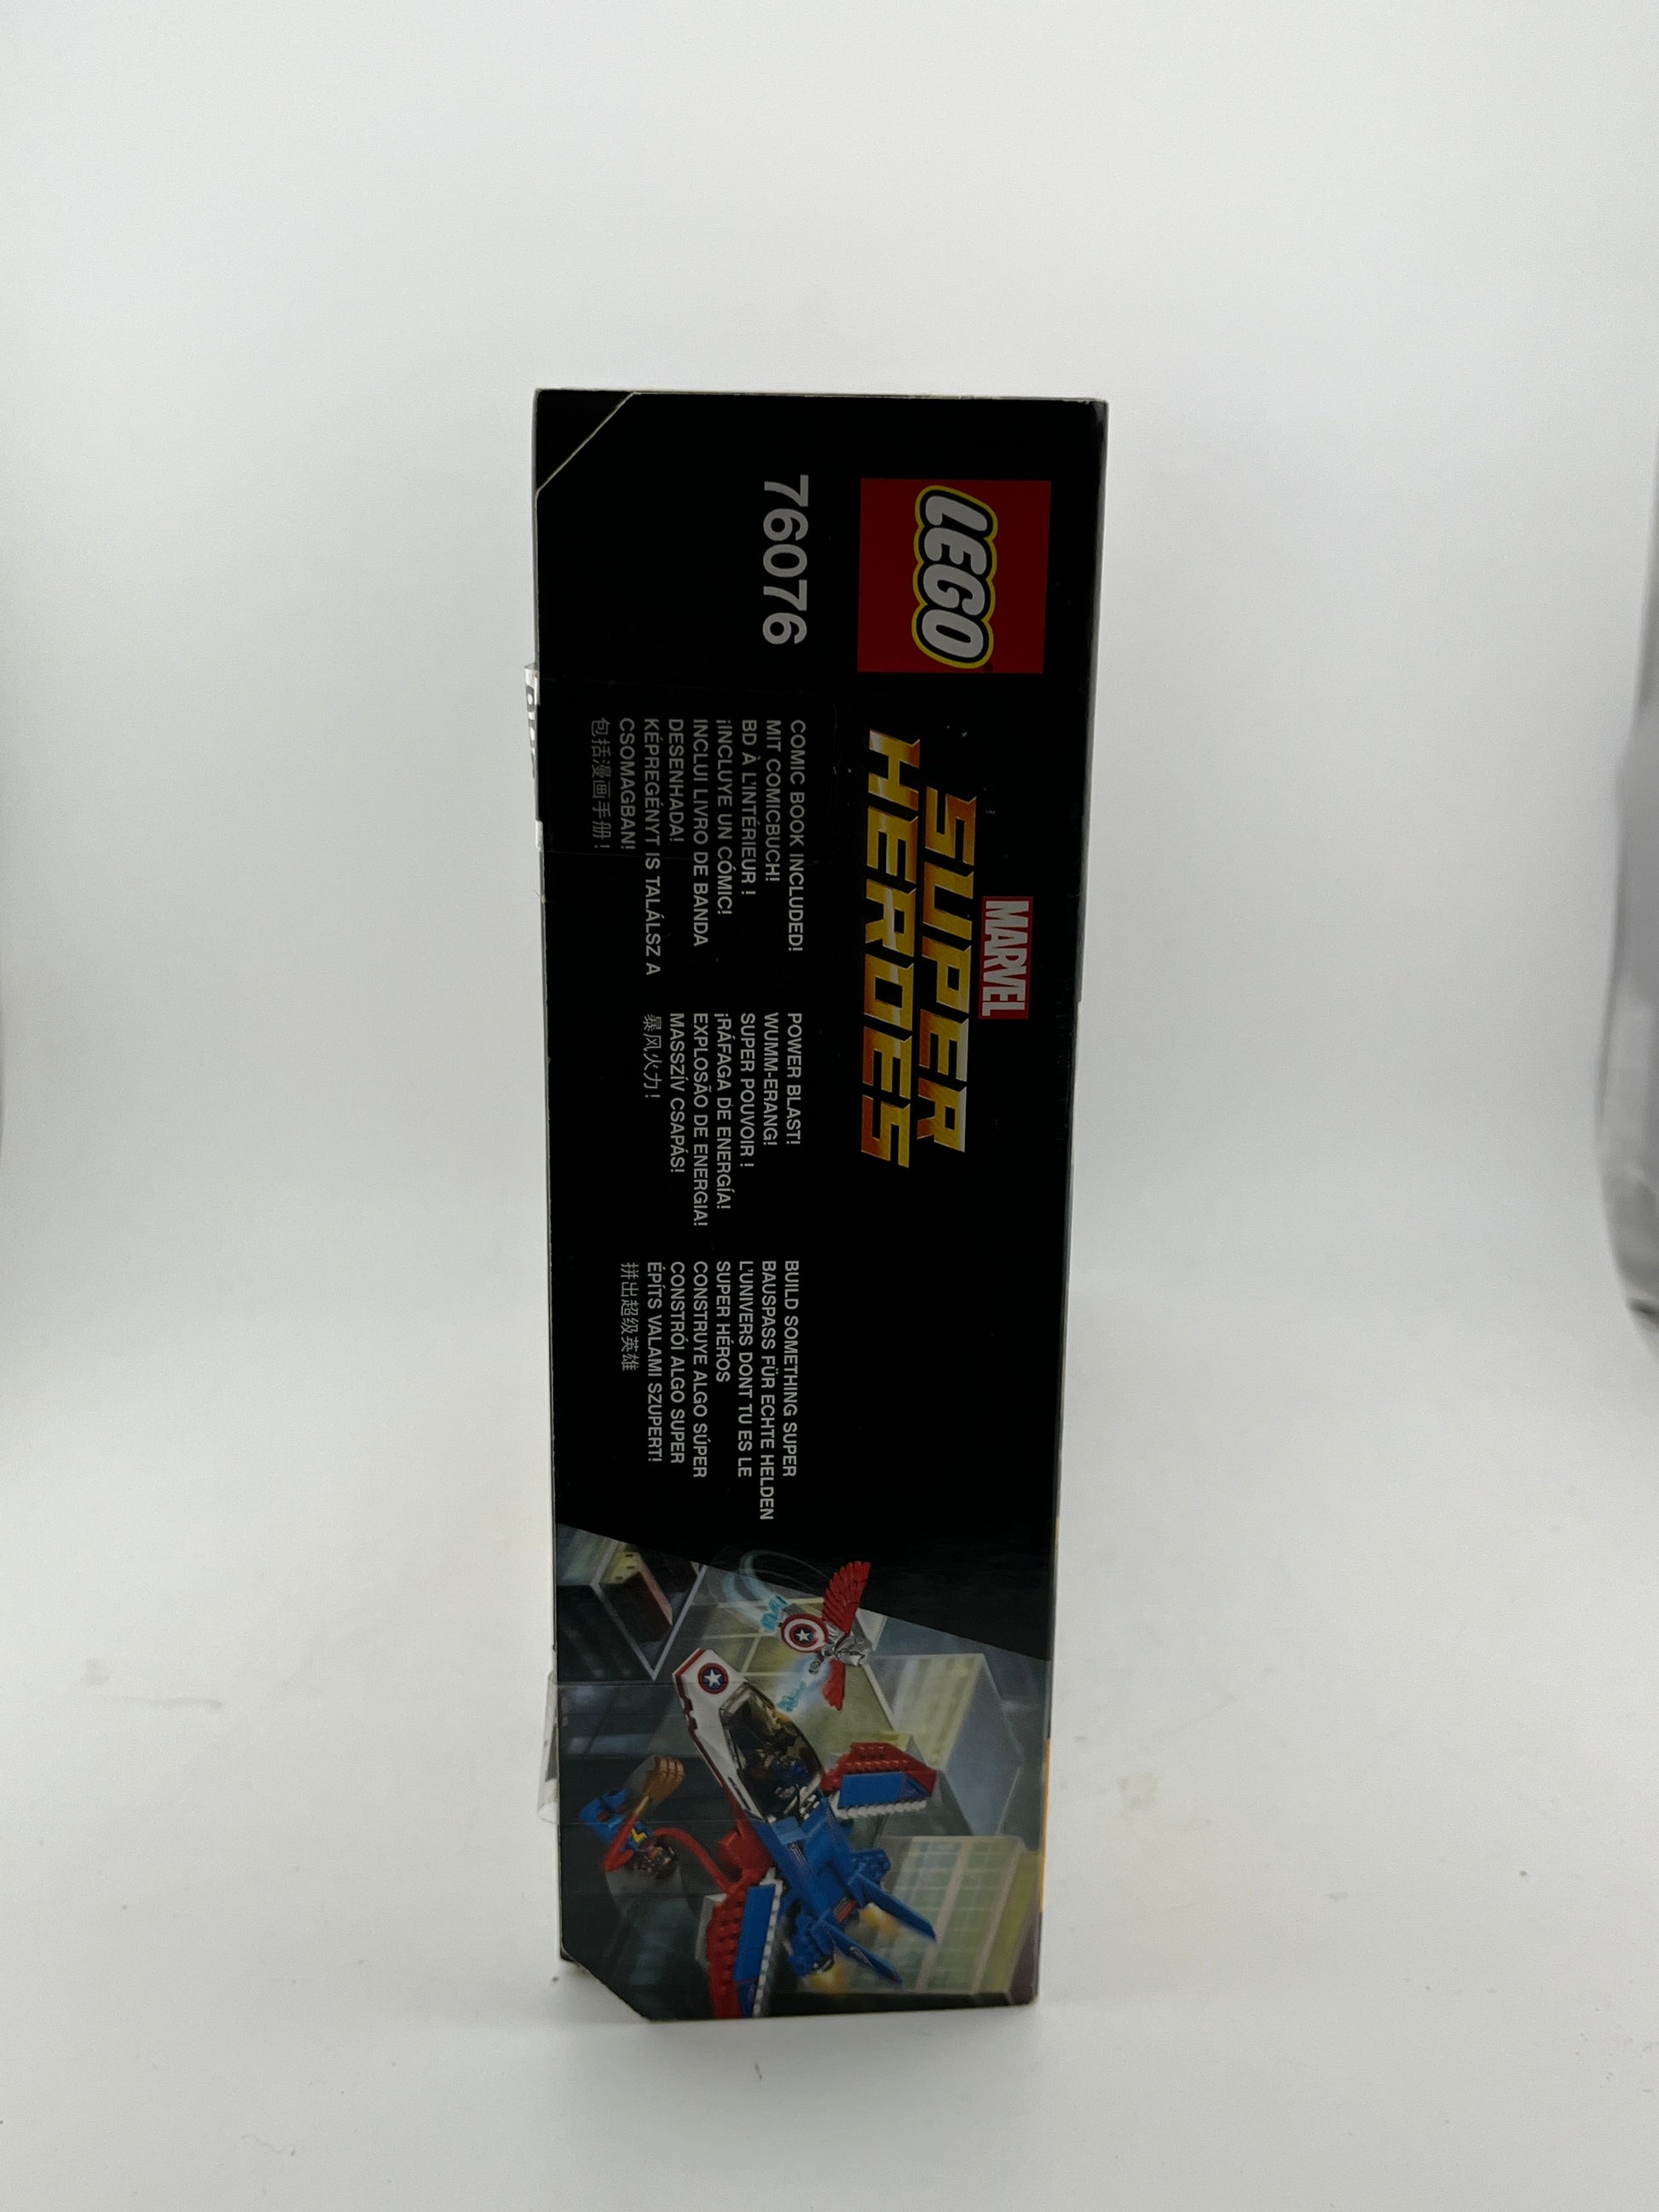 LEGO
76076
MARVEL
SUPER
HEROES
COMIC BOOK INCLUDED!
MIT COMICBUCH!
BD À L'INTÉRIEUR !
¡INCLUYE UN CÓMIC!
INCLUI LIVRO DE BANDA
DESENHADA!
KÉPREGÉNYT IS TALÁLSZ A
CSOMAGBAN!
包括漫画手册!
POWER BLAST!
WUMM-ERANG!
SUPER POUVOIR !
¡RÁFAGA DE ENERGÍA!
EXPLOSÃO DE ENERGIA!
MASSZÍV CSAPÁS!
暴风火力!
BUILD SOMETHING SUPER
BAUSPASS FÜR ECHTE HELDEN
L'UNIVERS DONT TU ES LE
SUPER HÉROS
CONSTRUYE ALGO SÚPER
CONSTRÓI ALGO SUPER
ÉPÍTS VALAMI SZUPERT!
拼出超级英雄